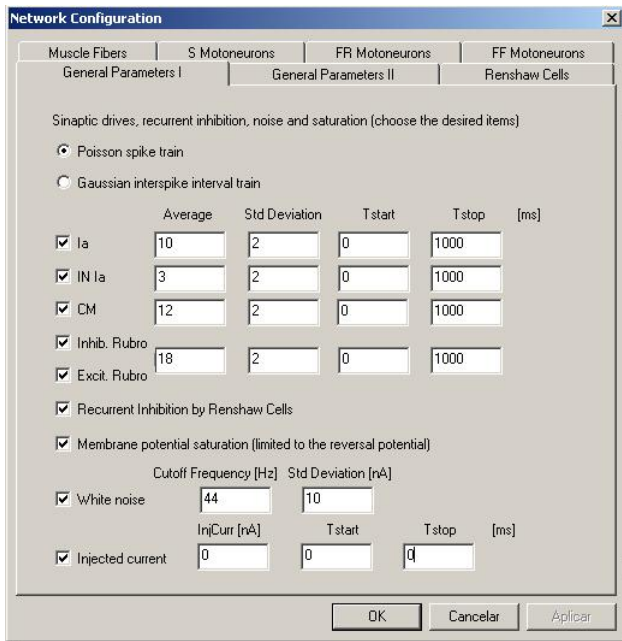 Network Configuration
Muscle Fibers S Motoneurons FR Motoneurons FF Motoneurons
General Parameters I General Parameters II Renshaw Cells
Sinaptic drives, recurrent inhibition, noise and saturation (choose the desired items)
Poisson spike train
Gaussian interspike interval train
Average Std Deviation Tstart Tstop [ms]
Ia 10 2 0 1000
IN Ia 3 2 0 1000
CM 12 2 0 1000
Inhib. Rubro
18 2 0 1000
Excit. Rubro
Recurrent Inhibition by Renshaw Cells
Membrane potential saturation (limited to the reversal potential)
Cutoff Frequency [Hz] Std Deviation [nA]
White noise 44 10
InjCurr [nA] Tstart Tstop [ms]
Injected current 0 0 0
OK Cancelar Aplicar